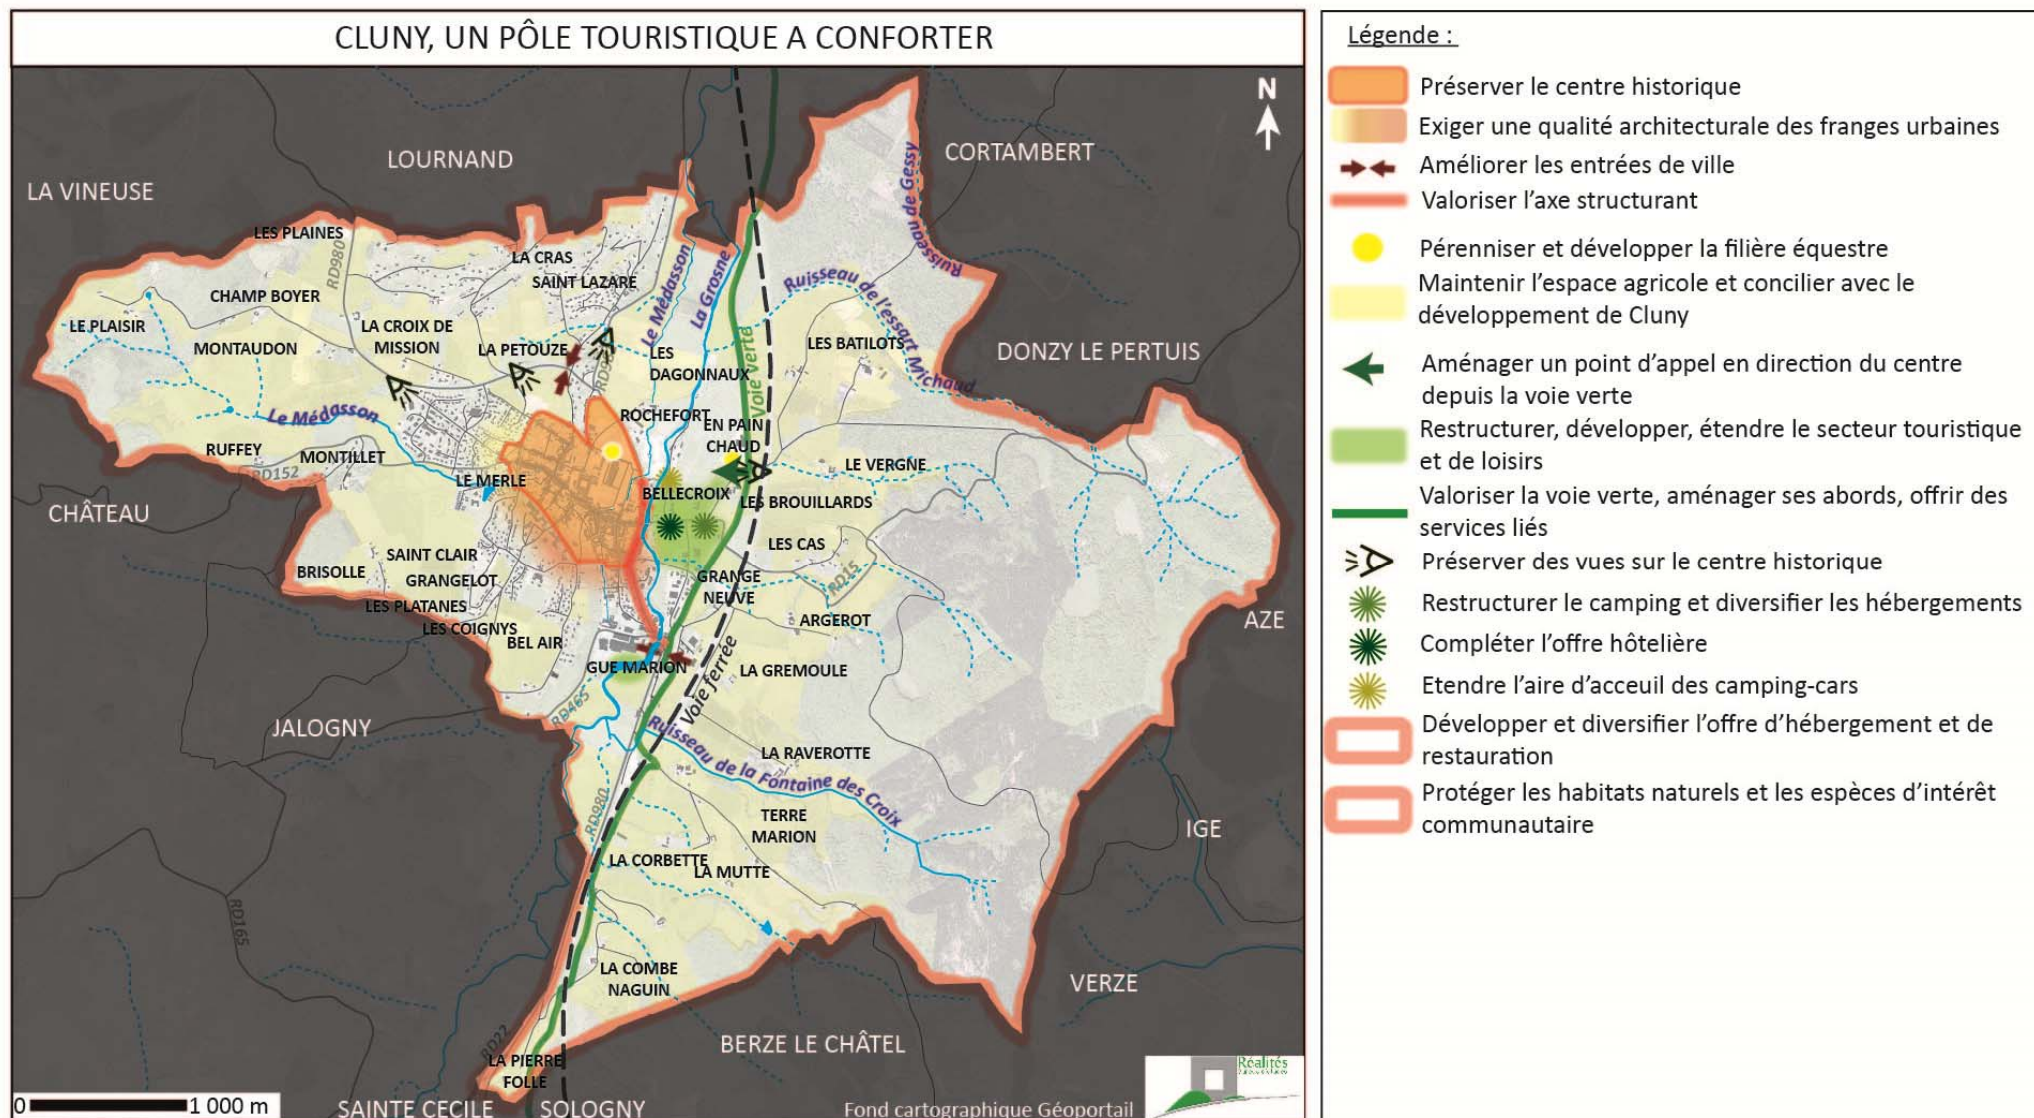 CLUNY, UN PÔLE TOURISTIQUE A CONFORTER
N
LOURNAND
CORTAMBERT
LA VINEUSE
LES PLAINES
RD980
LA CRAS
SAINT LAZARE
Le Médasson
La Grosne
Ruisseau de Gessy
Ruisseau de l'essart Michaud
CHAMP BOYER
LE PLAISIR
LA CROIX DE
MISSION
MONTAUDON
LA PETOUZE
LES
DAGONNAUX
Voie verte
LES BATILOTS
DONZY LE PERTUIS
Le Médasson
ROCHEFORT
EN PAIN
CHAUD
RUFFEY
MONTILLET
RD152
LE MERLE
BELLECROIX
LE VERGNE
LES BROUILLARDS
CHÂTEAU
LES CAS
SAINT CLAIR
BRISOLLE
GRANGELOT
GRANGE
NEUVE
RD15
LES PLATANES
ARGEROT
AZE
LES COIGNYS
BEL AIR
GUE MARION
LA GREMOULE
Voie ferrée
RD465
JALOGNY
Ruisseau de la Fontaine des Croix
LA RAVEROTTE
RD980
TERRE
MARION
IGE
LA CORBETTE
LA MUTTE
RD165
LA COMBE
NAGUIN
VERZE
RD22
BERZE LE CHÂTEL
LA PIERRE
FOLLE
0 1 000 m
SAINTE CECILE
SOLOGNY
Fond cartographique Géoportail
Réalités
Légende :
Préserver le centre historique
Exiger une qualité architecturale des franges urbaines
Améliorer les entrées de ville
Valoriser l'axe structurant
Pérenniser et développer la filière équestre
Maintenir l'espace agricole et concilier avec le
développement de Cluny
Aménager un point d'appel en direction du centre
depuis la voie verte
Restructurer, développer, étendre le secteur touristique
et de loisirs
Valoriser la voie verte, aménager ses abords, offrir des
services liés
Préserver des vues sur le centre historique
Restructurer le camping et diversifier les hébergements
Compléter l'offre hôtelière
Etendre l'aire d'acceuil des camping-cars
Développer et diversifier l'offre d'hébergement et de
restauration
Protéger les habitats naturels et les espèces d'intérêt
communautaire